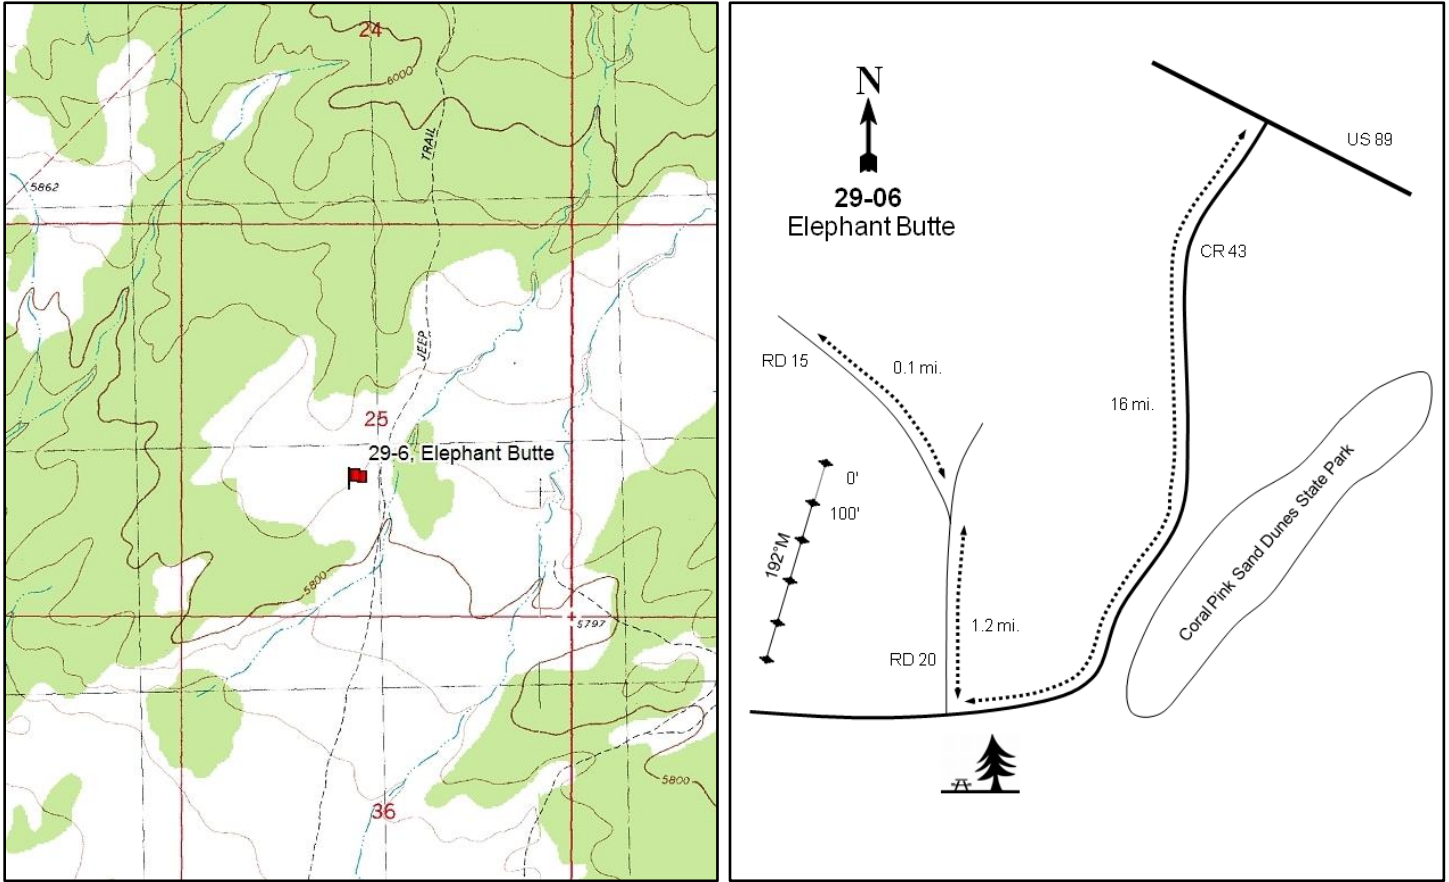 24
6000
TRAIL
5862
JEEP
25
29-6, Elephant Butte
5800
5797
5800
36
N
29-06
Elephant Butte
US 89
CR 43
RD 15
0.1 mi.
16 mi.
0'
100'
192°M
Coral Pink Sand Dunes State Park
1.2 mi.
RD 20